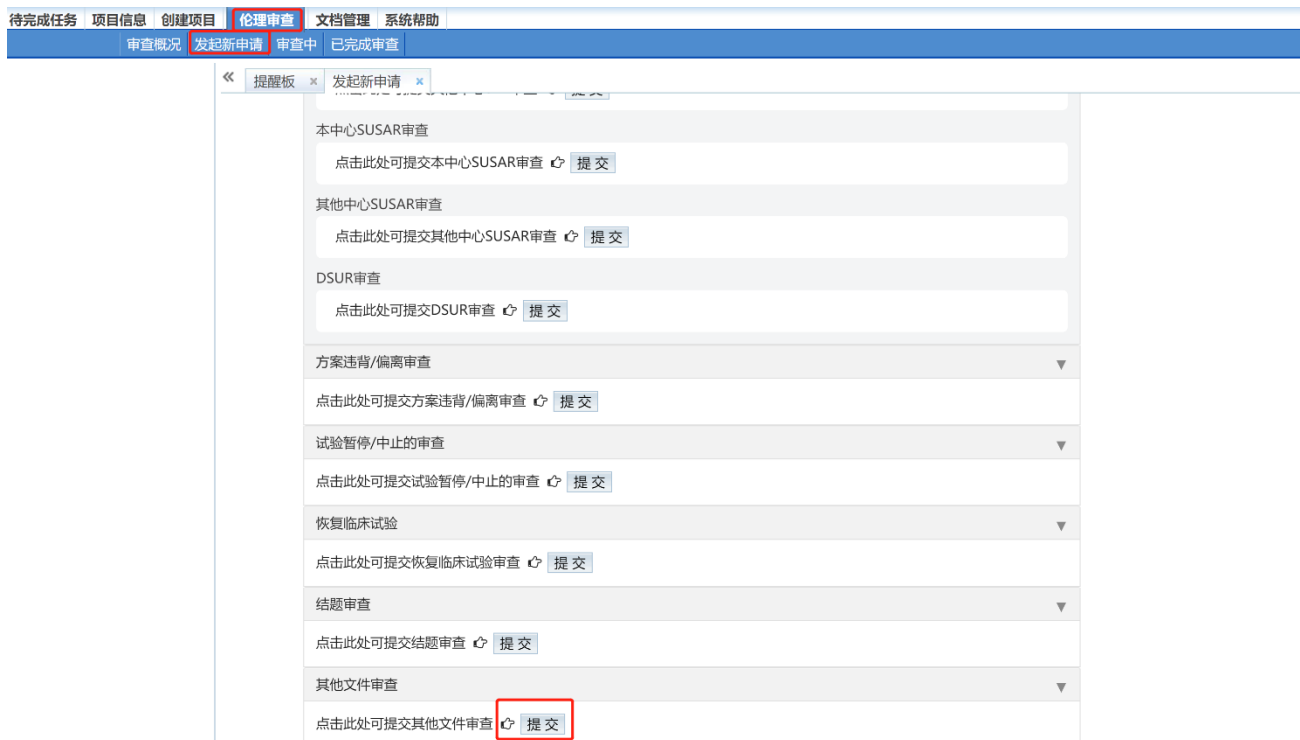 待完成任务 项目信息 创建项目 伦理审查 文档管理 系统帮助
审查概况 发起新申请 审查中 已完成审查
提醒板 × 发起新申请 ×
本中心SUSAR审查
点击此处可提交本中心SUSAR审查 提 交
其他中心SUSAR审查
点击此处可提交其他中心SUSAR审查 提 交
DSUR审查
点击此处可提交DSUR审查 提 交
方案违背/偏离审查
点击此处可提交方案违背/偏离审查 提 交
试验暂停/中止的审查
点击此处可提交试验暂停/中止的审查 提 交
恢复临床试验
点击此处可提交恢复临床试验审查 提 交
结题审查
点击此处可提交结题审查 提 交
其他文件审查
点击此处可提交其他文件审查 提 交